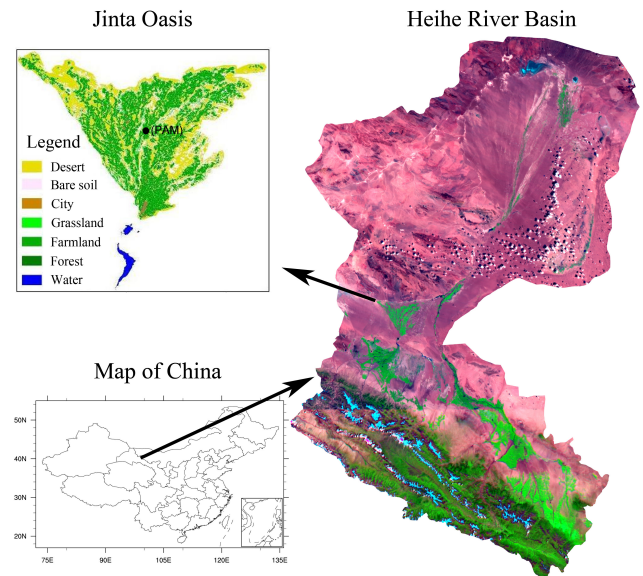 Jinta Oasis
Heihe River Basin
(PAM)
Legend
Desert
Bare soil
City
Grassland
Farmland
Forest
Water
Map of China
50N
40N
30N
20N
75E 90E 105E 120E 135E